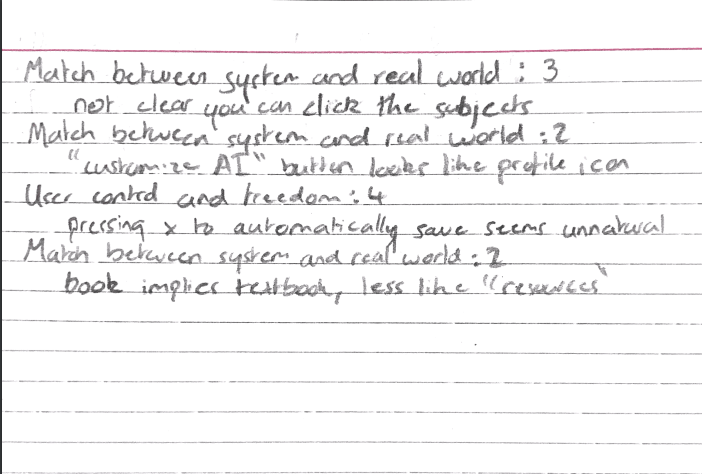 Match between system and real world : 3
not clear you can click the subjects
Match between system and real world : 2
"customize AI" button looks like profile icon
User control and freedom : 4
pressing x to automatically save seems unnatural
Match between system and real world : 2
book implies textbook, less like "resources"